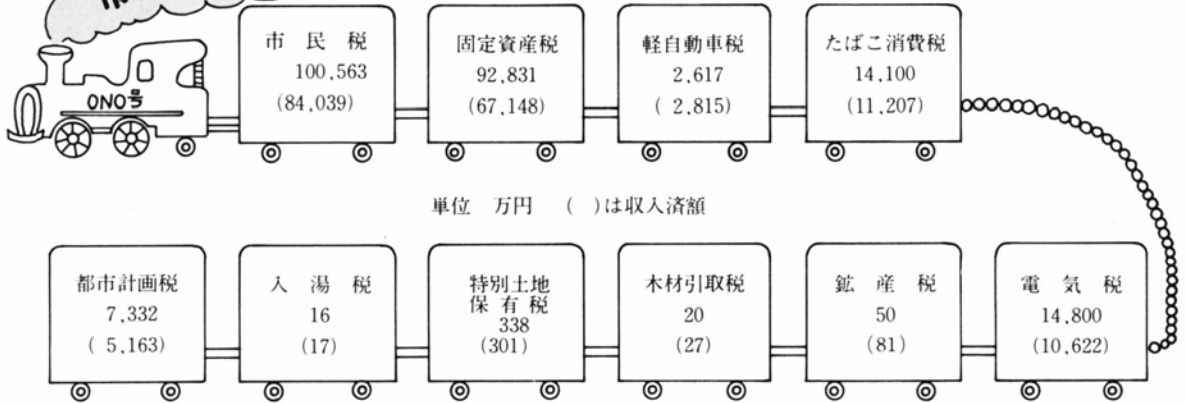 ONO号
市民税
100,563
(84,039)
固定資産税
92,831
(67,148)
軽自動車税
2,617
( 2,815)
たばこ消費税
14,100
(11,207)
単位 万円 ( )は収入済額
都市計画税
7,332
( 5,163)
入湯税
16
(17)
特別土地
保有税
338
(301)
木材引取税
20
(27)
鉱産税
50
(81)
電気税
14,800
(10,622)